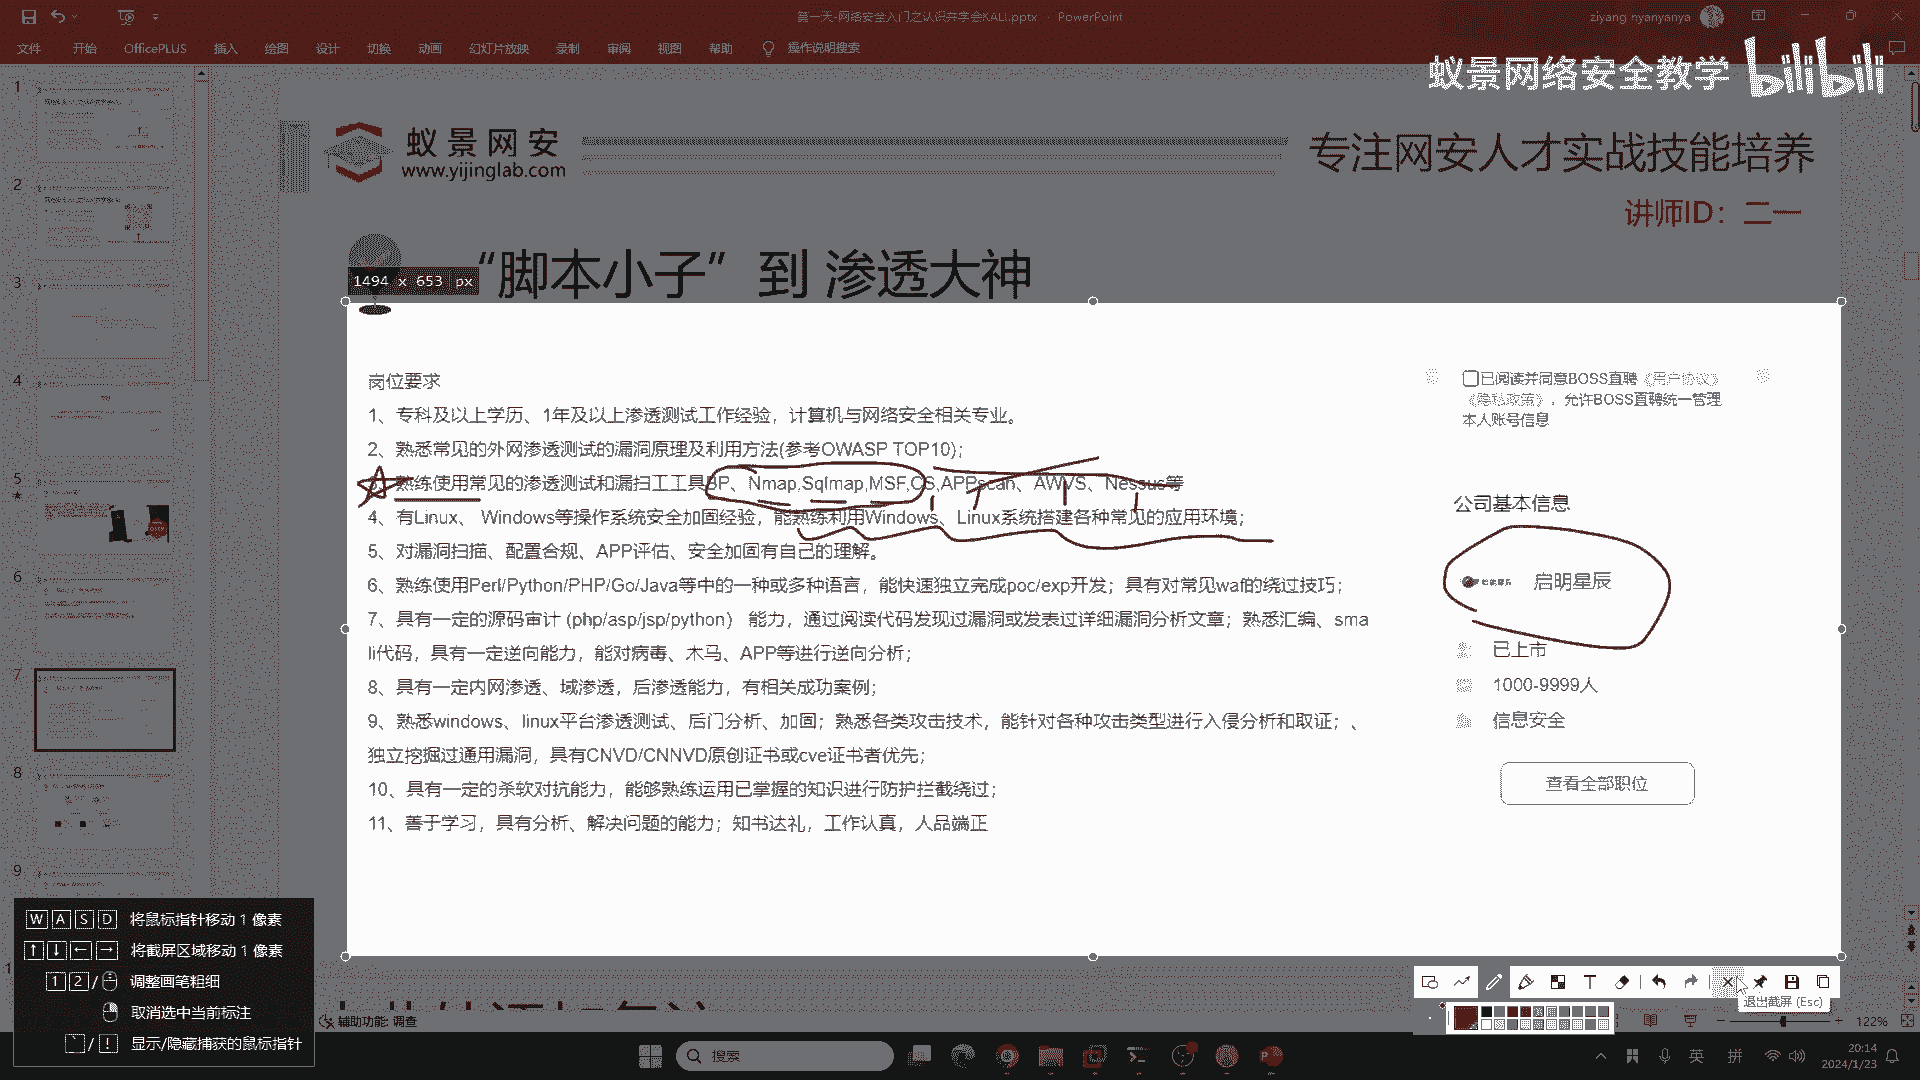 第一天-网络安全入门之认识并学会KALI.pptx - PowerPoint
ziyang nyanyanya
文件 开始 OfficePLUS 插入 绘图 设计 切换 动画 幻灯片放映 录制 审阅 视图 帮助 操作说明搜索
蚁景网络安全教学 bilibili
蚁景网安
www.yijinglab.com
专注网安人才实战技能培养
讲师ID：二一
“脚本小子”到 渗透大神
1494 x 653 px
岗位要求
1、专科及以上学历、1年及以上渗透测试工作经验，计算机与网络安全相关专业。
2、熟悉常见的外网渗透测试的漏洞原理及利用方法(参考OWASP TOP10)；
熟练使用常见的渗透测试和漏扫工工具BP、Nmap,Sqlmap,MSF,CS,APPscan、AWVS、Nessus等
4、有Linux、 Windows等操作系统安全加固经验，能熟练利用Windows、Linux系统搭建各种常见的应用环境；
5、对漏洞扫描、配置合规、APP评估、安全加固有自己的理解。
6、熟练使用Perl/Python/PHP/Go/Java等中的一种或多种语言，能快速独立完成poc/exp开发；具有对常见waf的绕过技巧；
7、具有一定的源码审计 (php/asp/jsp/python） 能力，通过阅读代码发现过漏洞或发表过详细漏洞分析文章；熟悉汇编、sma
li代码，具有一定逆向能力，能对病毒、木马、APP等进行逆向分析；
8、具有一定内网渗透、域渗透，后渗透能力，有相关成功案例；
9、熟悉windows、linux平台渗透测试、后门分析、加固；熟悉各类攻击技术，能针对各种攻击类型进行入侵分析和取证；、
独立挖掘过通用漏洞，具有CNVD/CNNVD原创证书或cve证书者优先；
10、具有一定的杀软对抗能力，能够熟练运用已掌握的知识进行防护拦截绕过；
11、善于学习，具有分析、解决问题的能力；知书达礼，工作认真，人品端正
已阅读并同意BOSS直聘《用户协议》
《隐私政策》，允许BOSS直聘统一管理
本人账号信息
公司基本信息
启明星辰
已上市
1000-9999人
信息安全
查看全部职位
1
2
3
4
5
6
7
8
9
W A S D 将鼠标指针移动 1 像素
↑ ↓ ← → 将截屏区域移动 1 像素
1 2 / 调整画笔粗细
取消选中当前标注
` / ! 显示/隐藏捕获的鼠标指针
退出截屏 (Esc)
辅助功能: 调查
122%
搜索
英 拼
20:14
2024/1/23